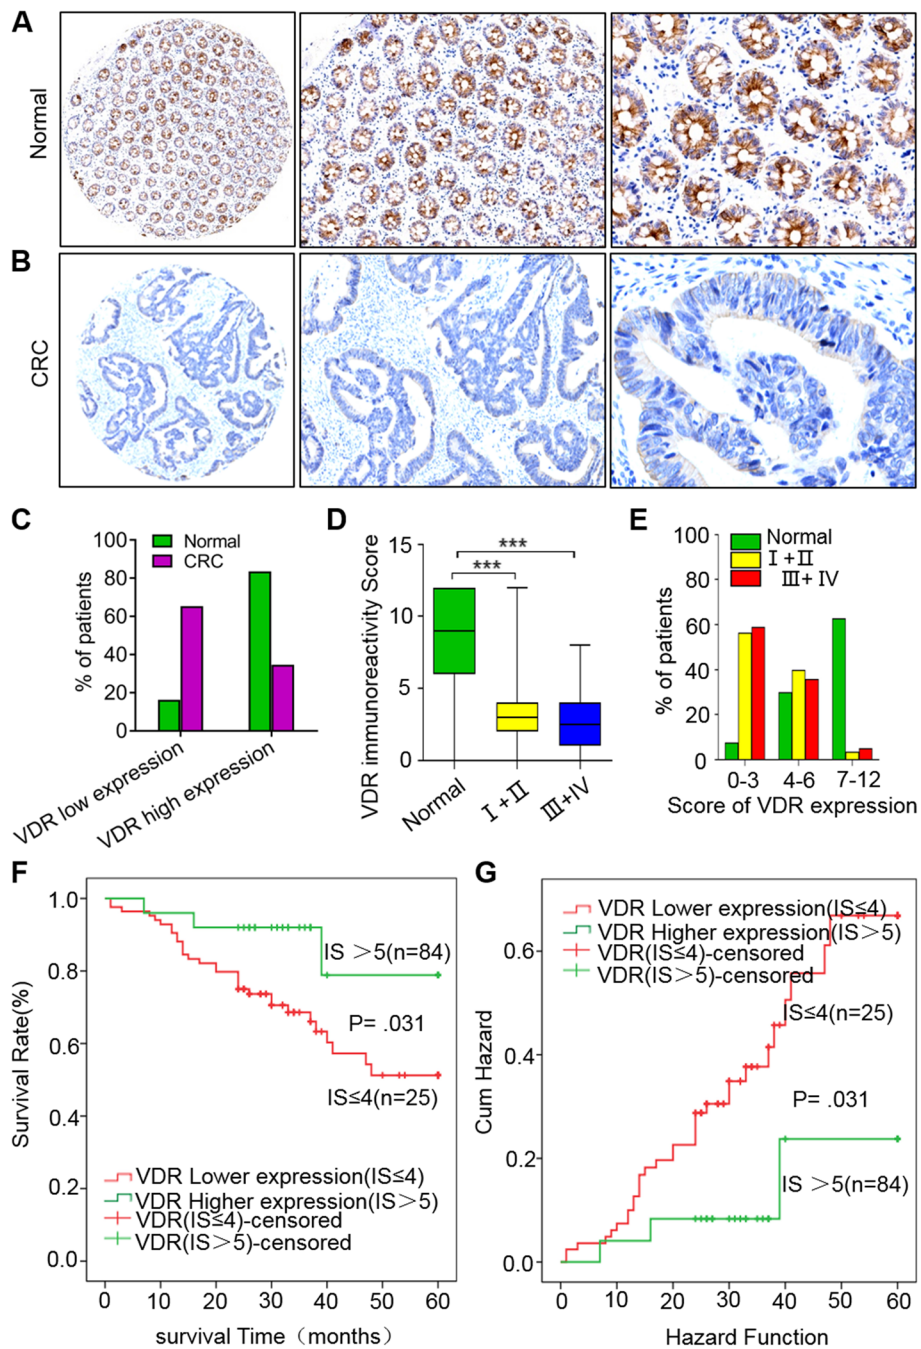 A
Normal
B
CRC
C
% of patients
100
80
60
40
20
0
Normal
CRC
VDR low expression
VDR high expression
D
VDR immunoreactivity Score
15
10
5
0
***
***
Normal
Ⅰ+Ⅱ
Ⅲ+Ⅳ
E
% of patients
100
80
60
40
20
0
Normal
Ⅰ+Ⅱ
Ⅲ+Ⅳ
0-3 4-6 7-12
Score of VDR expression
F
Survival Rate(%)
1.0
0.8
0.6
0.4
0.2
0.0
IS >5(n=84)
P= .031
IS≤4(n=25)
VDR Lower expression(IS≤4)
VDR Higher expression(IS>5)
VDR(IS≤4)-censored
VDR(IS>5)-censored
0 10 20 30 40 50 60
survival Time（months）
G
Cum Hazard
0.6
0.4
0.2
0.0
VDR Lower expression(IS≤4)
VDR Higher expression(IS>5)
VDR(IS≤4)-censored
VDR(IS>5)-censored
IS≤4(n=25)
P= .031
IS >5(n=84)
0 10 20 30 40 50 60
Hazard Function